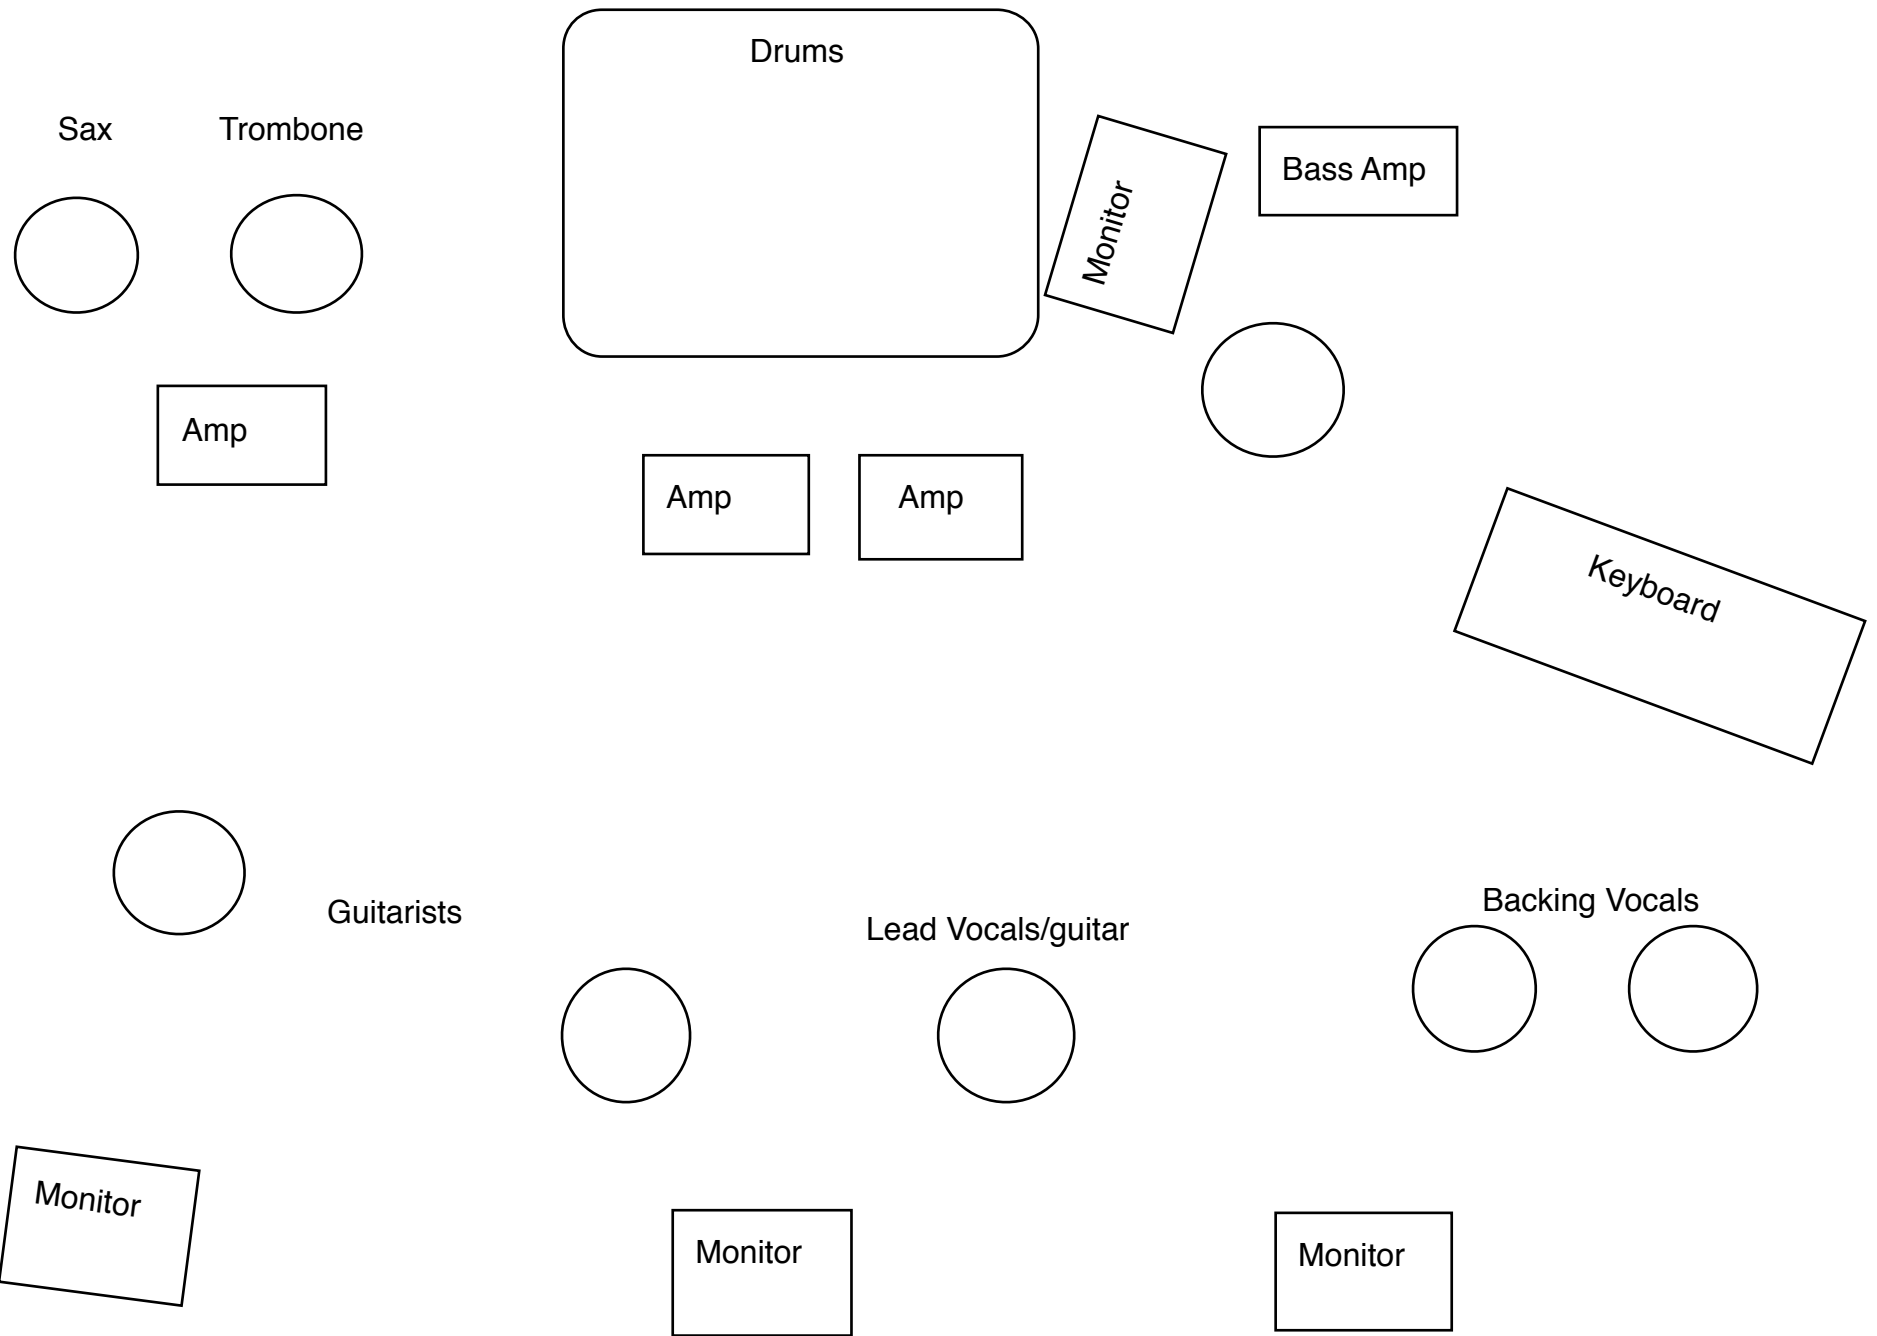 Drums
Sax
Trombone
Monitor
Bass Amp
Amp
Amp
Amp
Keyboard
Guitarists
Lead Vocals/guitar
Backing Vocals
Monitor
Monitor
Monitor